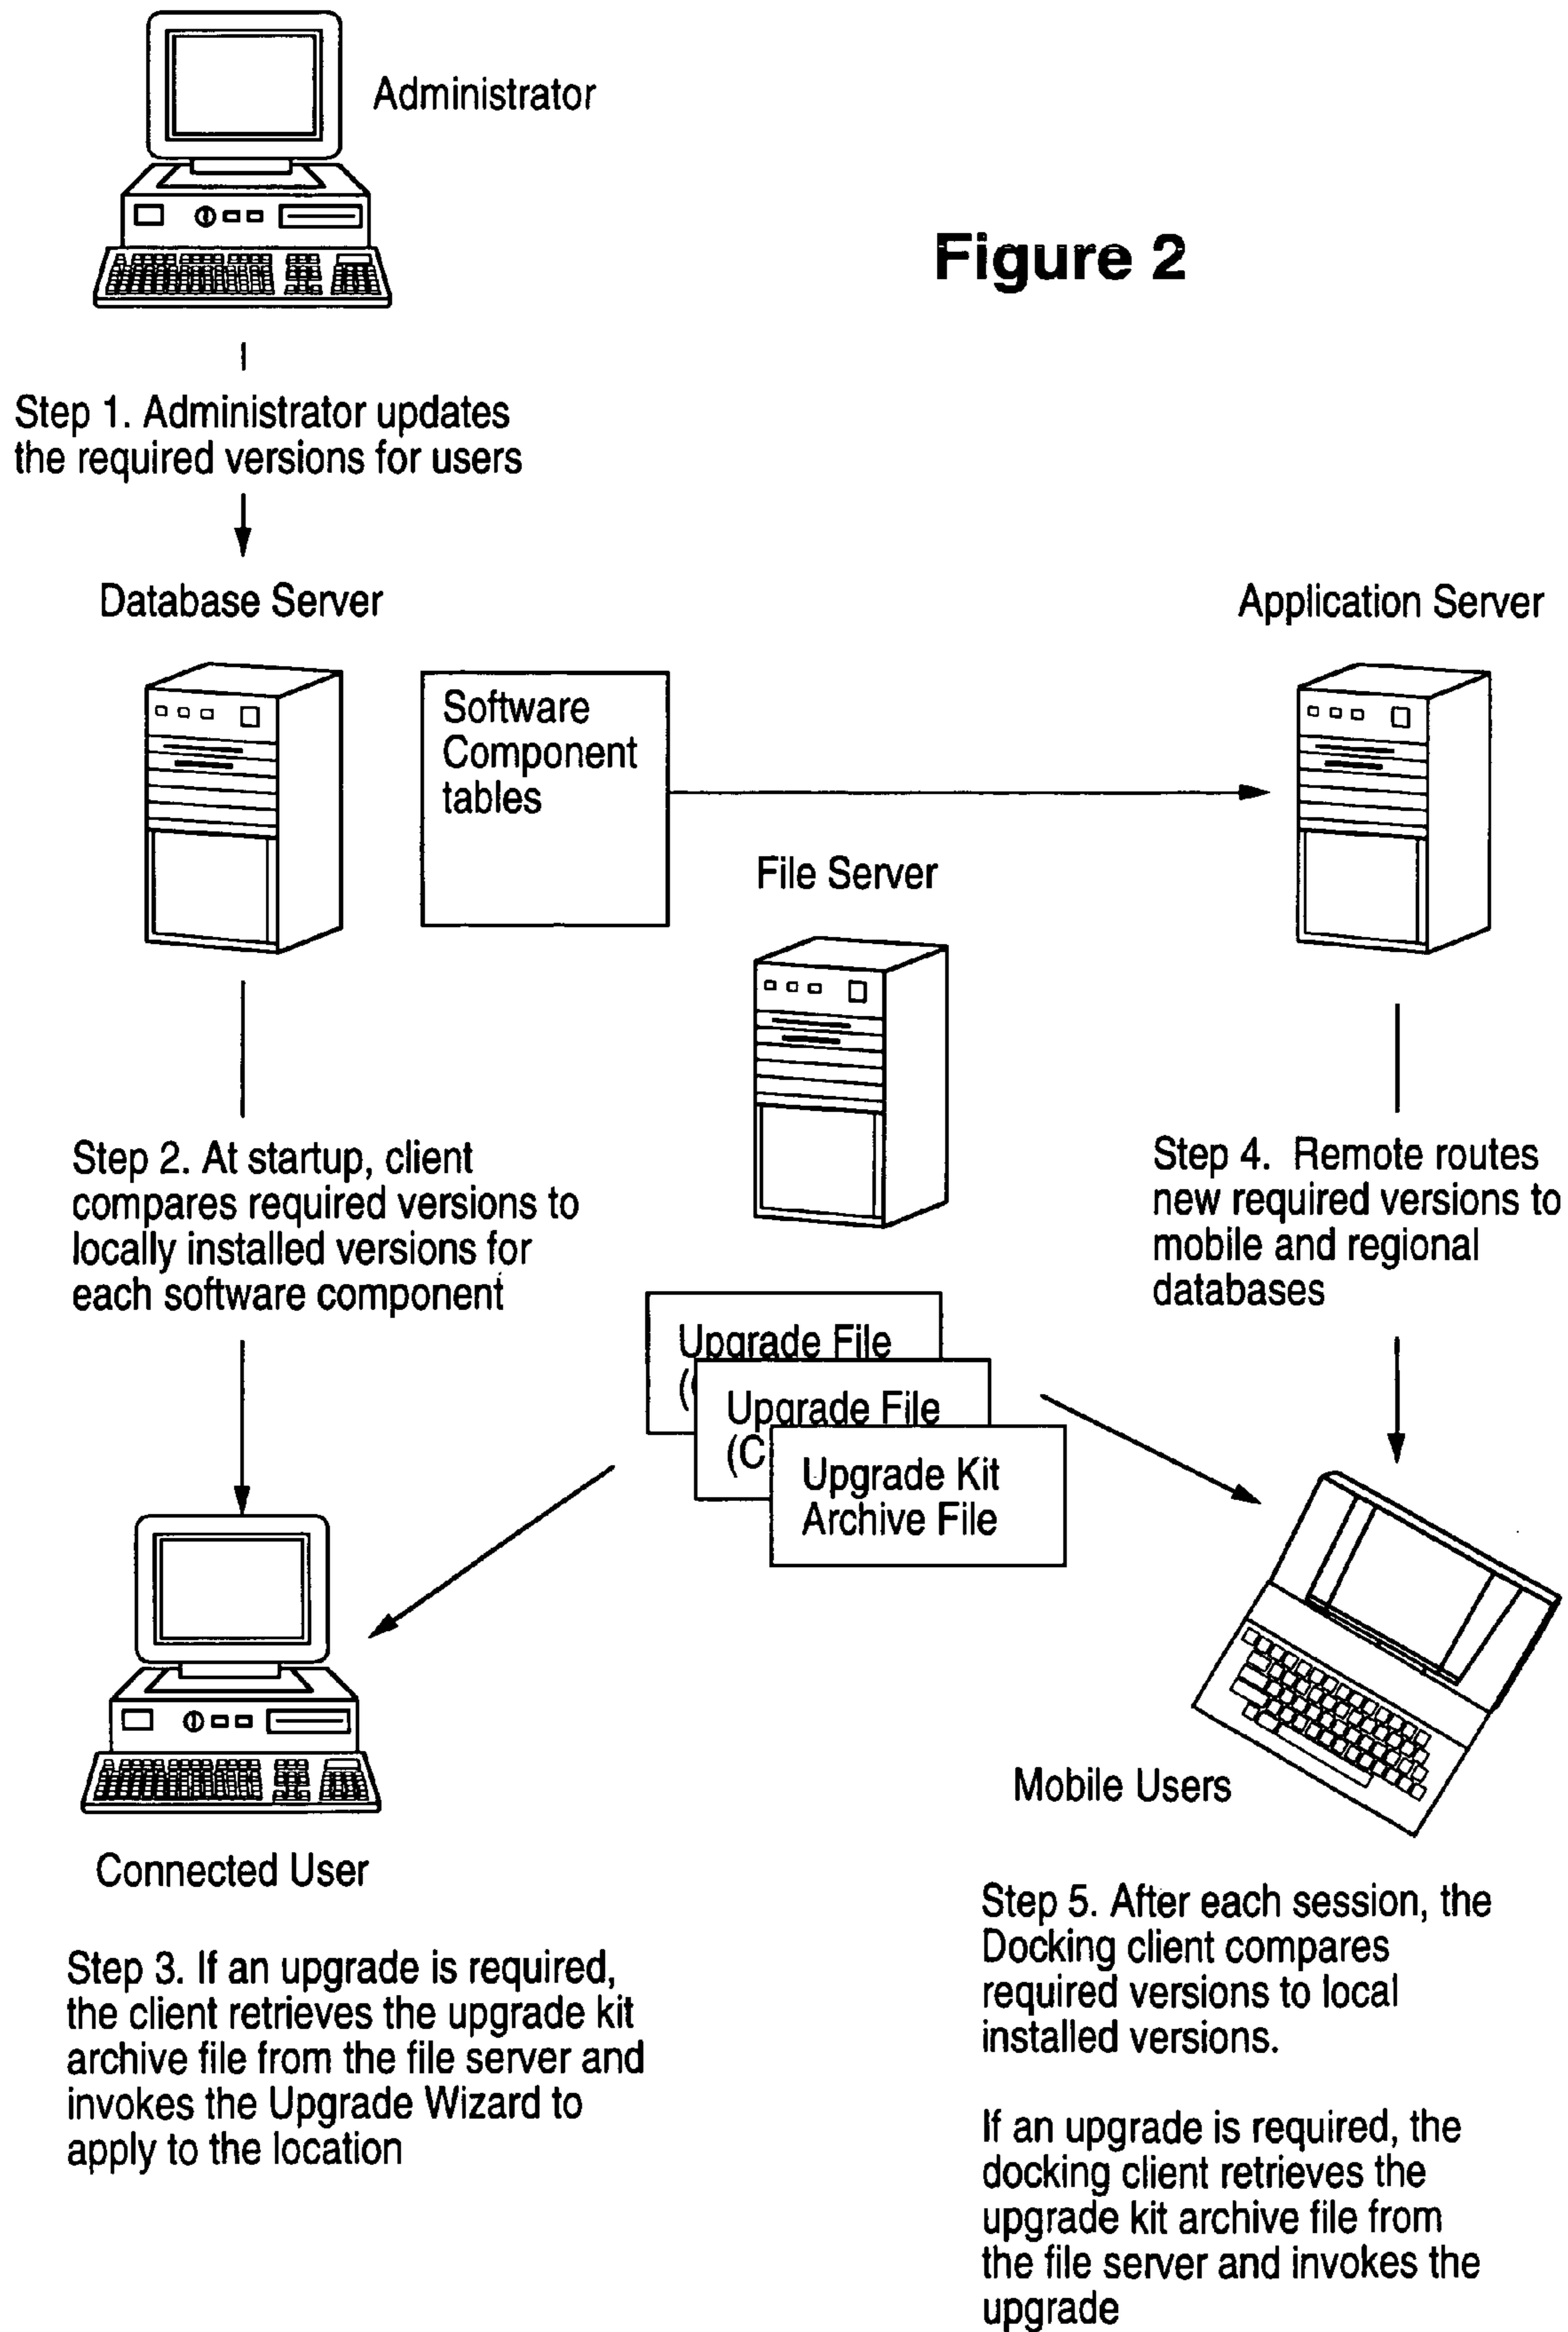 Administrator
Figure 2
Step 1. Administrator updates
the required versions for users
Database Server
Application Server
Software
Component
tables
File Server
Step 2. At startup, client
compares required versions to
locally installed versions for
each software component
Step 4. Remote routes
new required versions to
mobile and regional
databases
Upgrade File
(
Upgrade File
(C
Upgrade Kit
Archive File
Mobile Users
Connected User
Step 3. If an upgrade is required,
the client retrieves the upgrade kit
archive file from the file server and
invokes the Upgrade Wizard to
apply to the location
Step 5. After each session, the
Docking client compares
required versions to local
installed versions.
If an upgrade is required, the
docking client retrieves the
upgrade kit archive file from
the file server and invokes the
upgrade